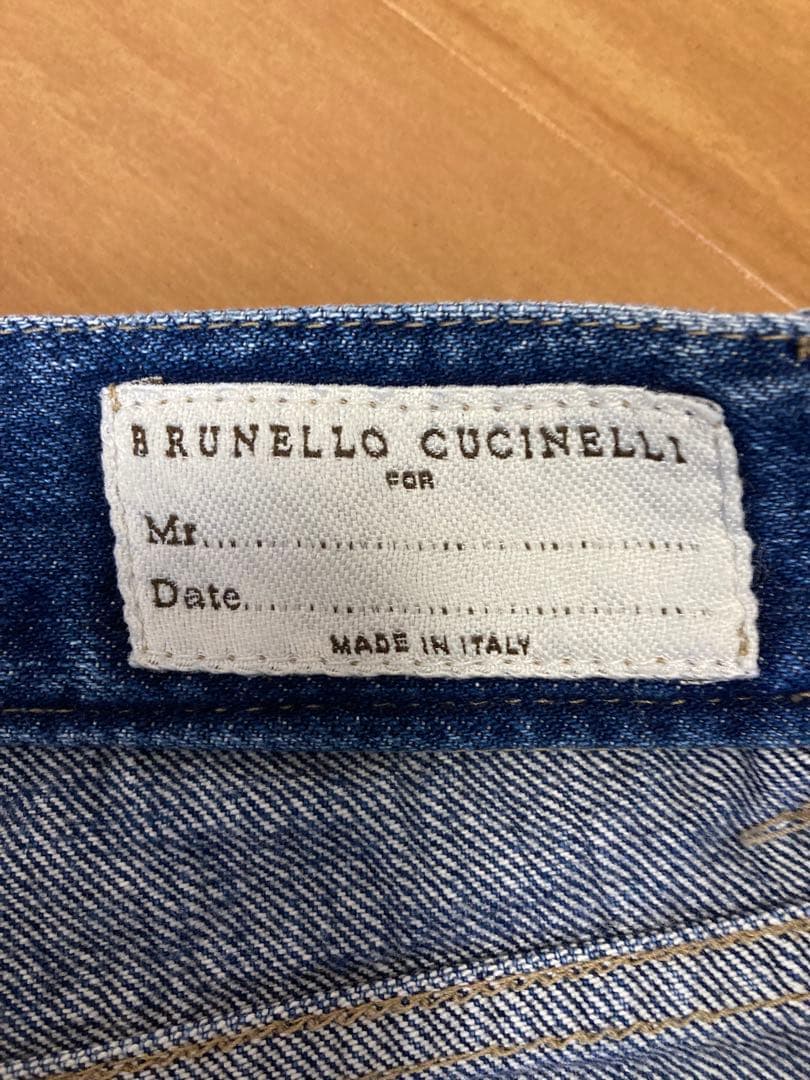 BRUNELLO CUCINELLI
FOR
Mr.................................................
Date.............................................
MADE IN ITALY